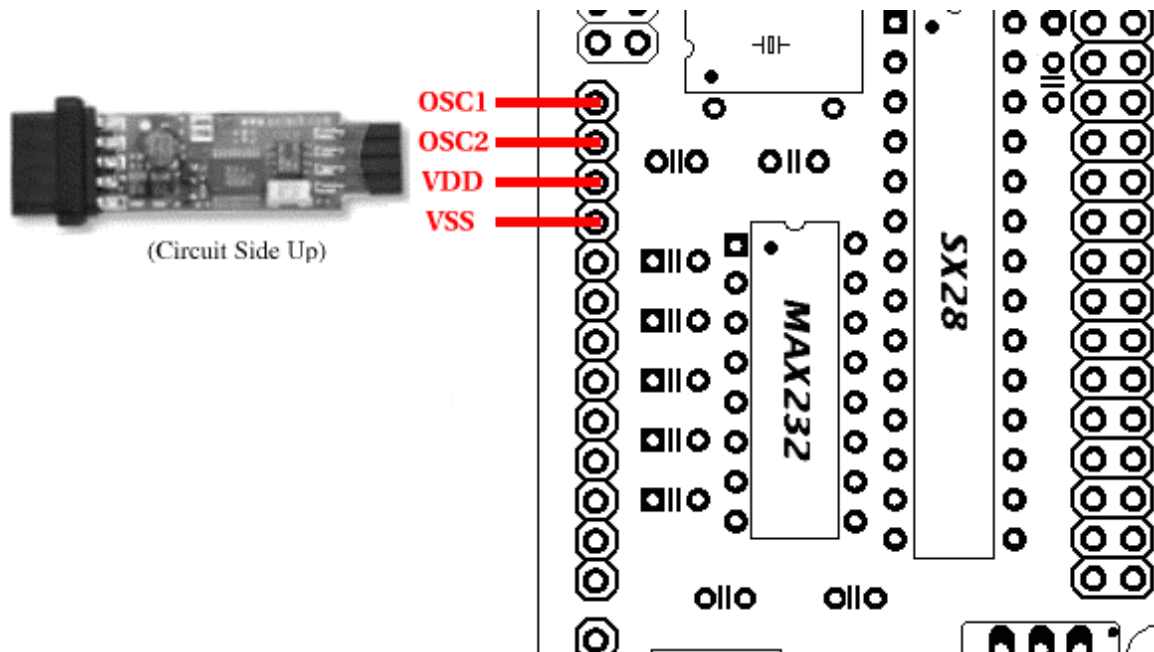 OSC1
OSC2
VDD
VSS
(Circuit Side Up)
MAX232
SX28